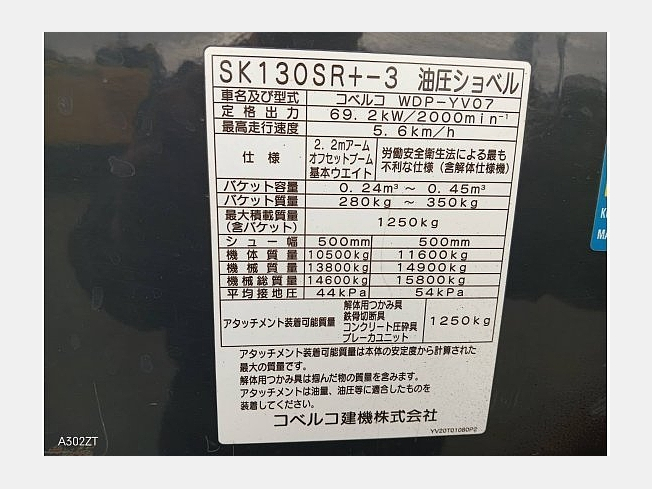 SK130SR+-3 油圧ショベル
車名及び型式 コベルコ WDP-YV07
定格出力 69.2kW/2000min⁻¹
最高走行速度 5.6km/h
仕様 2.2mアーム オフセットブーム 基本ウエイト 労働安全衛生法による最も不利な仕様(含解体仕様機)
バケット容量 0.24m³ ～ 0.45m³
バケット質量 280kg ～ 350kg
最大積載質量(含バケット) 1250kg
シュー幅 500mm 500mm
機体質量 10500kg 11600kg
機械質量 13800kg 14900kg
機械総質量 14600kg 15800kg
平均接地圧 44kPa 54kPa
アタッチメント装着可能質量 解体用つかみ具 鉄骨切断具 コンクリート圧砕具 ブレーカユニット 1250kg
アタッチメント装着可能質量は本体の安定度から計算した
最大の質量です。
解体用つかみ具は掴んだ物の質量を含みます。
アタッチメントは油量、油圧等に適合したものを
装着してください。
コベルコ建機株式会社
YV20T01080P2
A302ZT